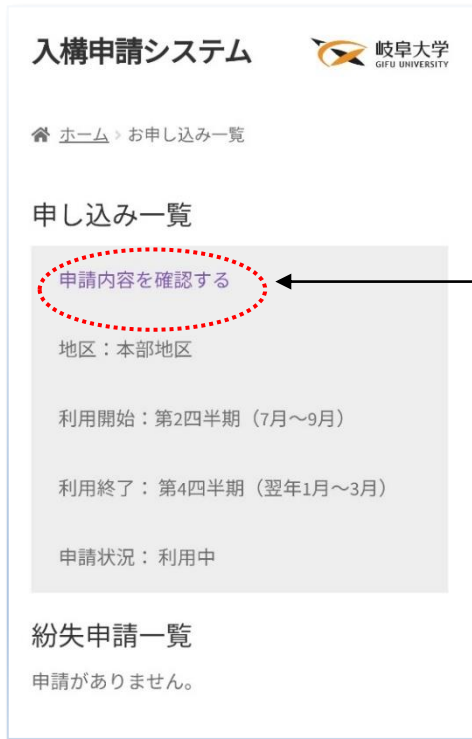 入構申請システム
岐阜大学
GIFU UNIVERSITY
ホーム › お申し込み一覧
申し込み一覧
申請内容を確認する
地区：本部地区
利用開始：第2四半期（7月～9月）
利用終了： 第4四半期（翌年1月～3月）
申請状況： 利用中
紛失申請一覧
申請がありません。